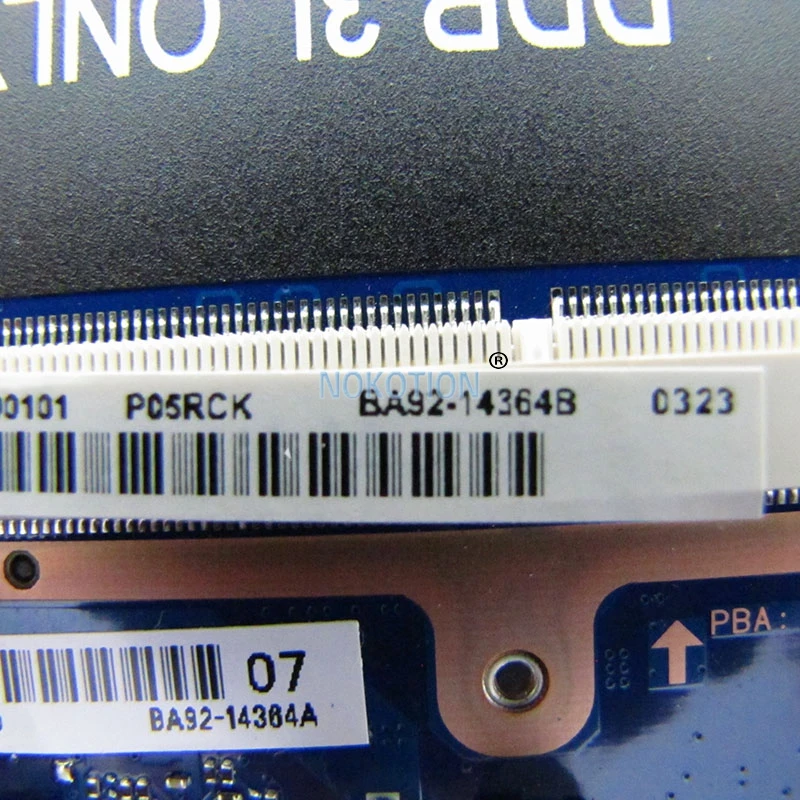 DDR 3L ONLY
NOKOTION ®
00101 P05RCK BA92-14364B 0323
PBA:
07
BA92-14364A